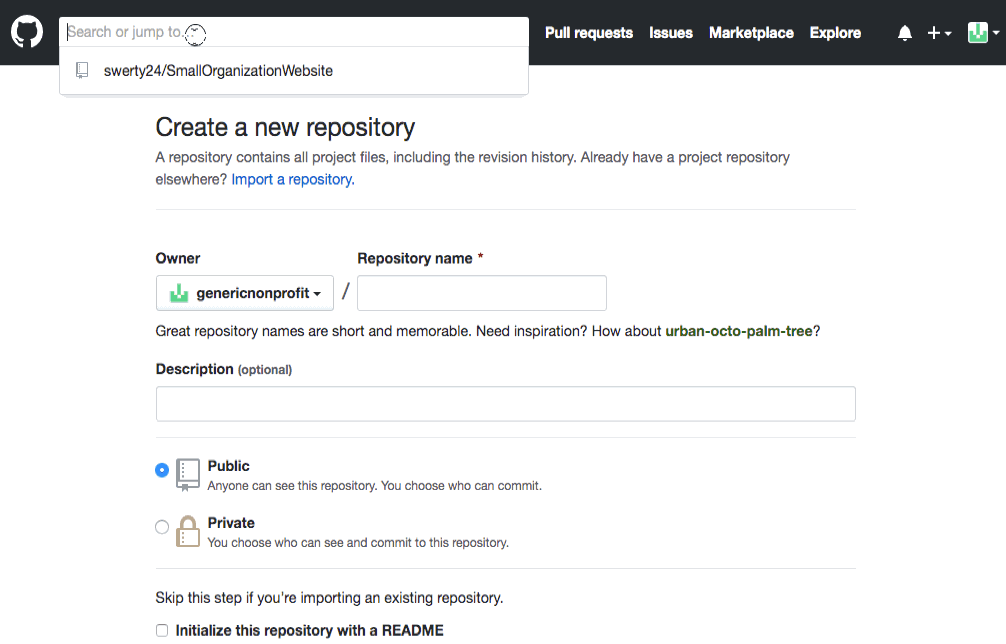 Search or jump to...
Pull requests Issues Marketplace Explore
swerty24/SmallOrganizationWebsite
Create a new repository
A repository contains all project files, including the revision history. Already have a project repository
elsewhere? Import a repository.
Owner Repository name *
genericnonprofit /
Great repository names are short and memorable. Need inspiration? How about urban-octo-palm-tree?
Description (optional)
Public
Anyone can see this repository. You choose who can commit.
Private
You choose who can see and commit to this repository.
Skip this step if you're importing an existing repository.
Initialize this repository with a README